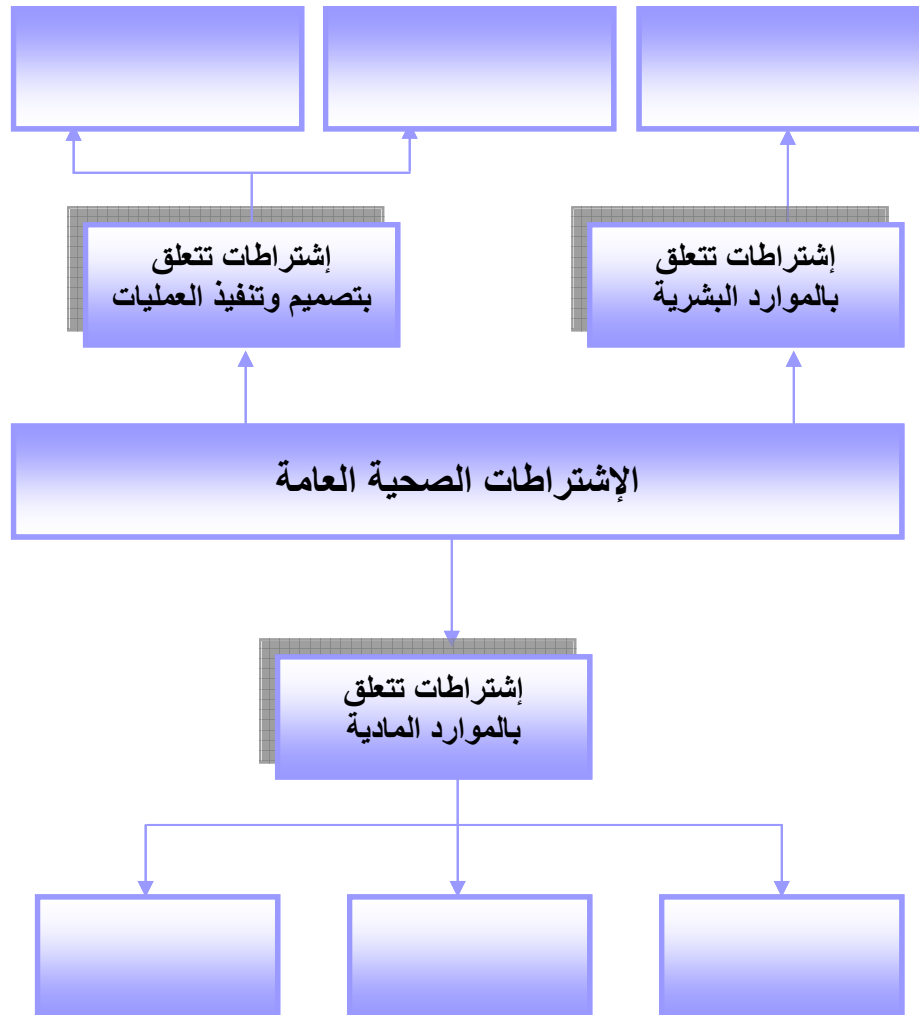 إشتراطات تتعلق
بالموارد البشرية
إشتراطات تتعلق
بتصميم وتنفيذ العمليات
الإشتراطات الصحية العامة
إشتراطات تتعلق
بالموارد المادية